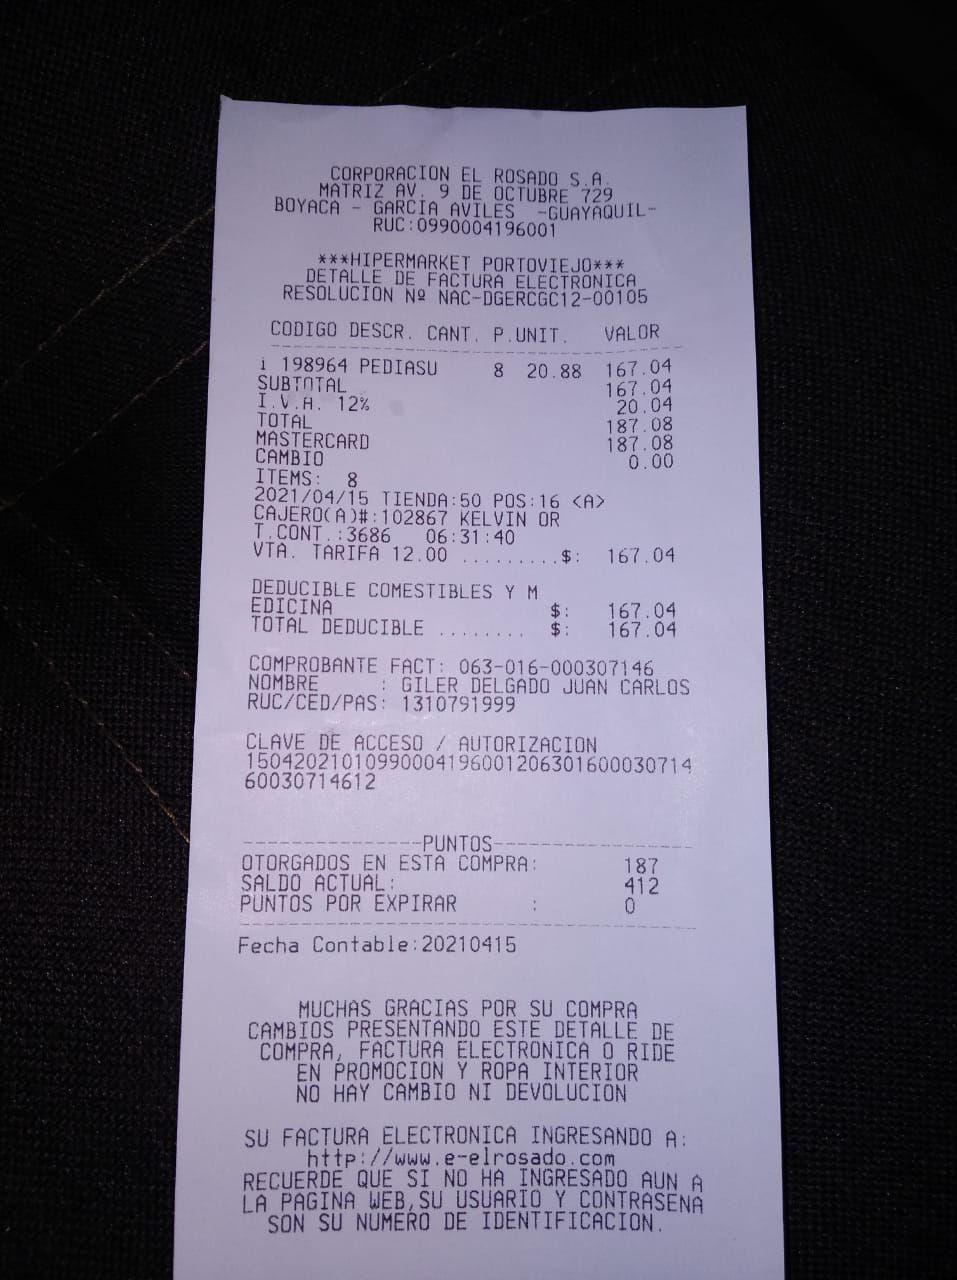 CORPORACION EL ROSADO S.A.
MATRIZ AV. 9 DE OCTUBRE 729
BOYACA - GARCIA AVILES -GUAYAQUIL-
RUC:0990004196001
***HIPERMARKET PORTOVIEJO***
DETALLE DE FACTURA ELECTRONICA
RESOLUCION Nº NAC-DGERCGC12-00105
CODIGO DESCR. CANT. P.UNIT. VALOR
i 198964 PEDIASU 8 20.88 167.04
SUBTOTAL 167.04
I.V.A. 12% 20.04
TOTAL 187.08
MASTERCARD 187.08
CAMBIO 0.00
ITEMS: 8
2021/04/15 TIENDA:50 POS:16 <A>
CAJERO(A)#:102867 KELVIN OR
T.CONT.:3686 06:31:40
VTA. TARIFA 12.00 .........$: 167.04
DEDUCIBLE COMESTIBLES Y M
EDICINA $: 167.04
TOTAL DEDUCIBLE ........ $: 167.04
COMPROBANTE FACT: 063-016-000307146
NOMBRE : GILER DELGADO JUAN CARLOS
RUC/CED/PAS: 1310791999
CLAVE DE ACCESO / AUTORIZACION
15042021010990004196001206301600030714
60030714612
----------------PUNTOS------------------
OTORGADOS EN ESTA COMPRA: 187
SALDO ACTUAL: 412
PUNTOS POR EXPIRAR : 0
Fecha Contable:20210415
MUCHAS GRACIAS POR SU COMPRA
CAMBIOS PRESENTANDO ESTE DETALLE DE
COMPRA, FACTURA ELECTRONICA O RIDE
EN PROMOCION Y ROPA INTERIOR
NO HAY CAMBIO NI DEVOLUCION
SU FACTURA ELECTRONICA INGRESANDO A:
http://www.e-elrosado.com
RECUERDE QUE SI NO HA INGRESADO AUN A
LA PAGINA WEB,SU USUARIO Y CONTRASENA
SON SU NUMERO DE IDENTIFICACION.